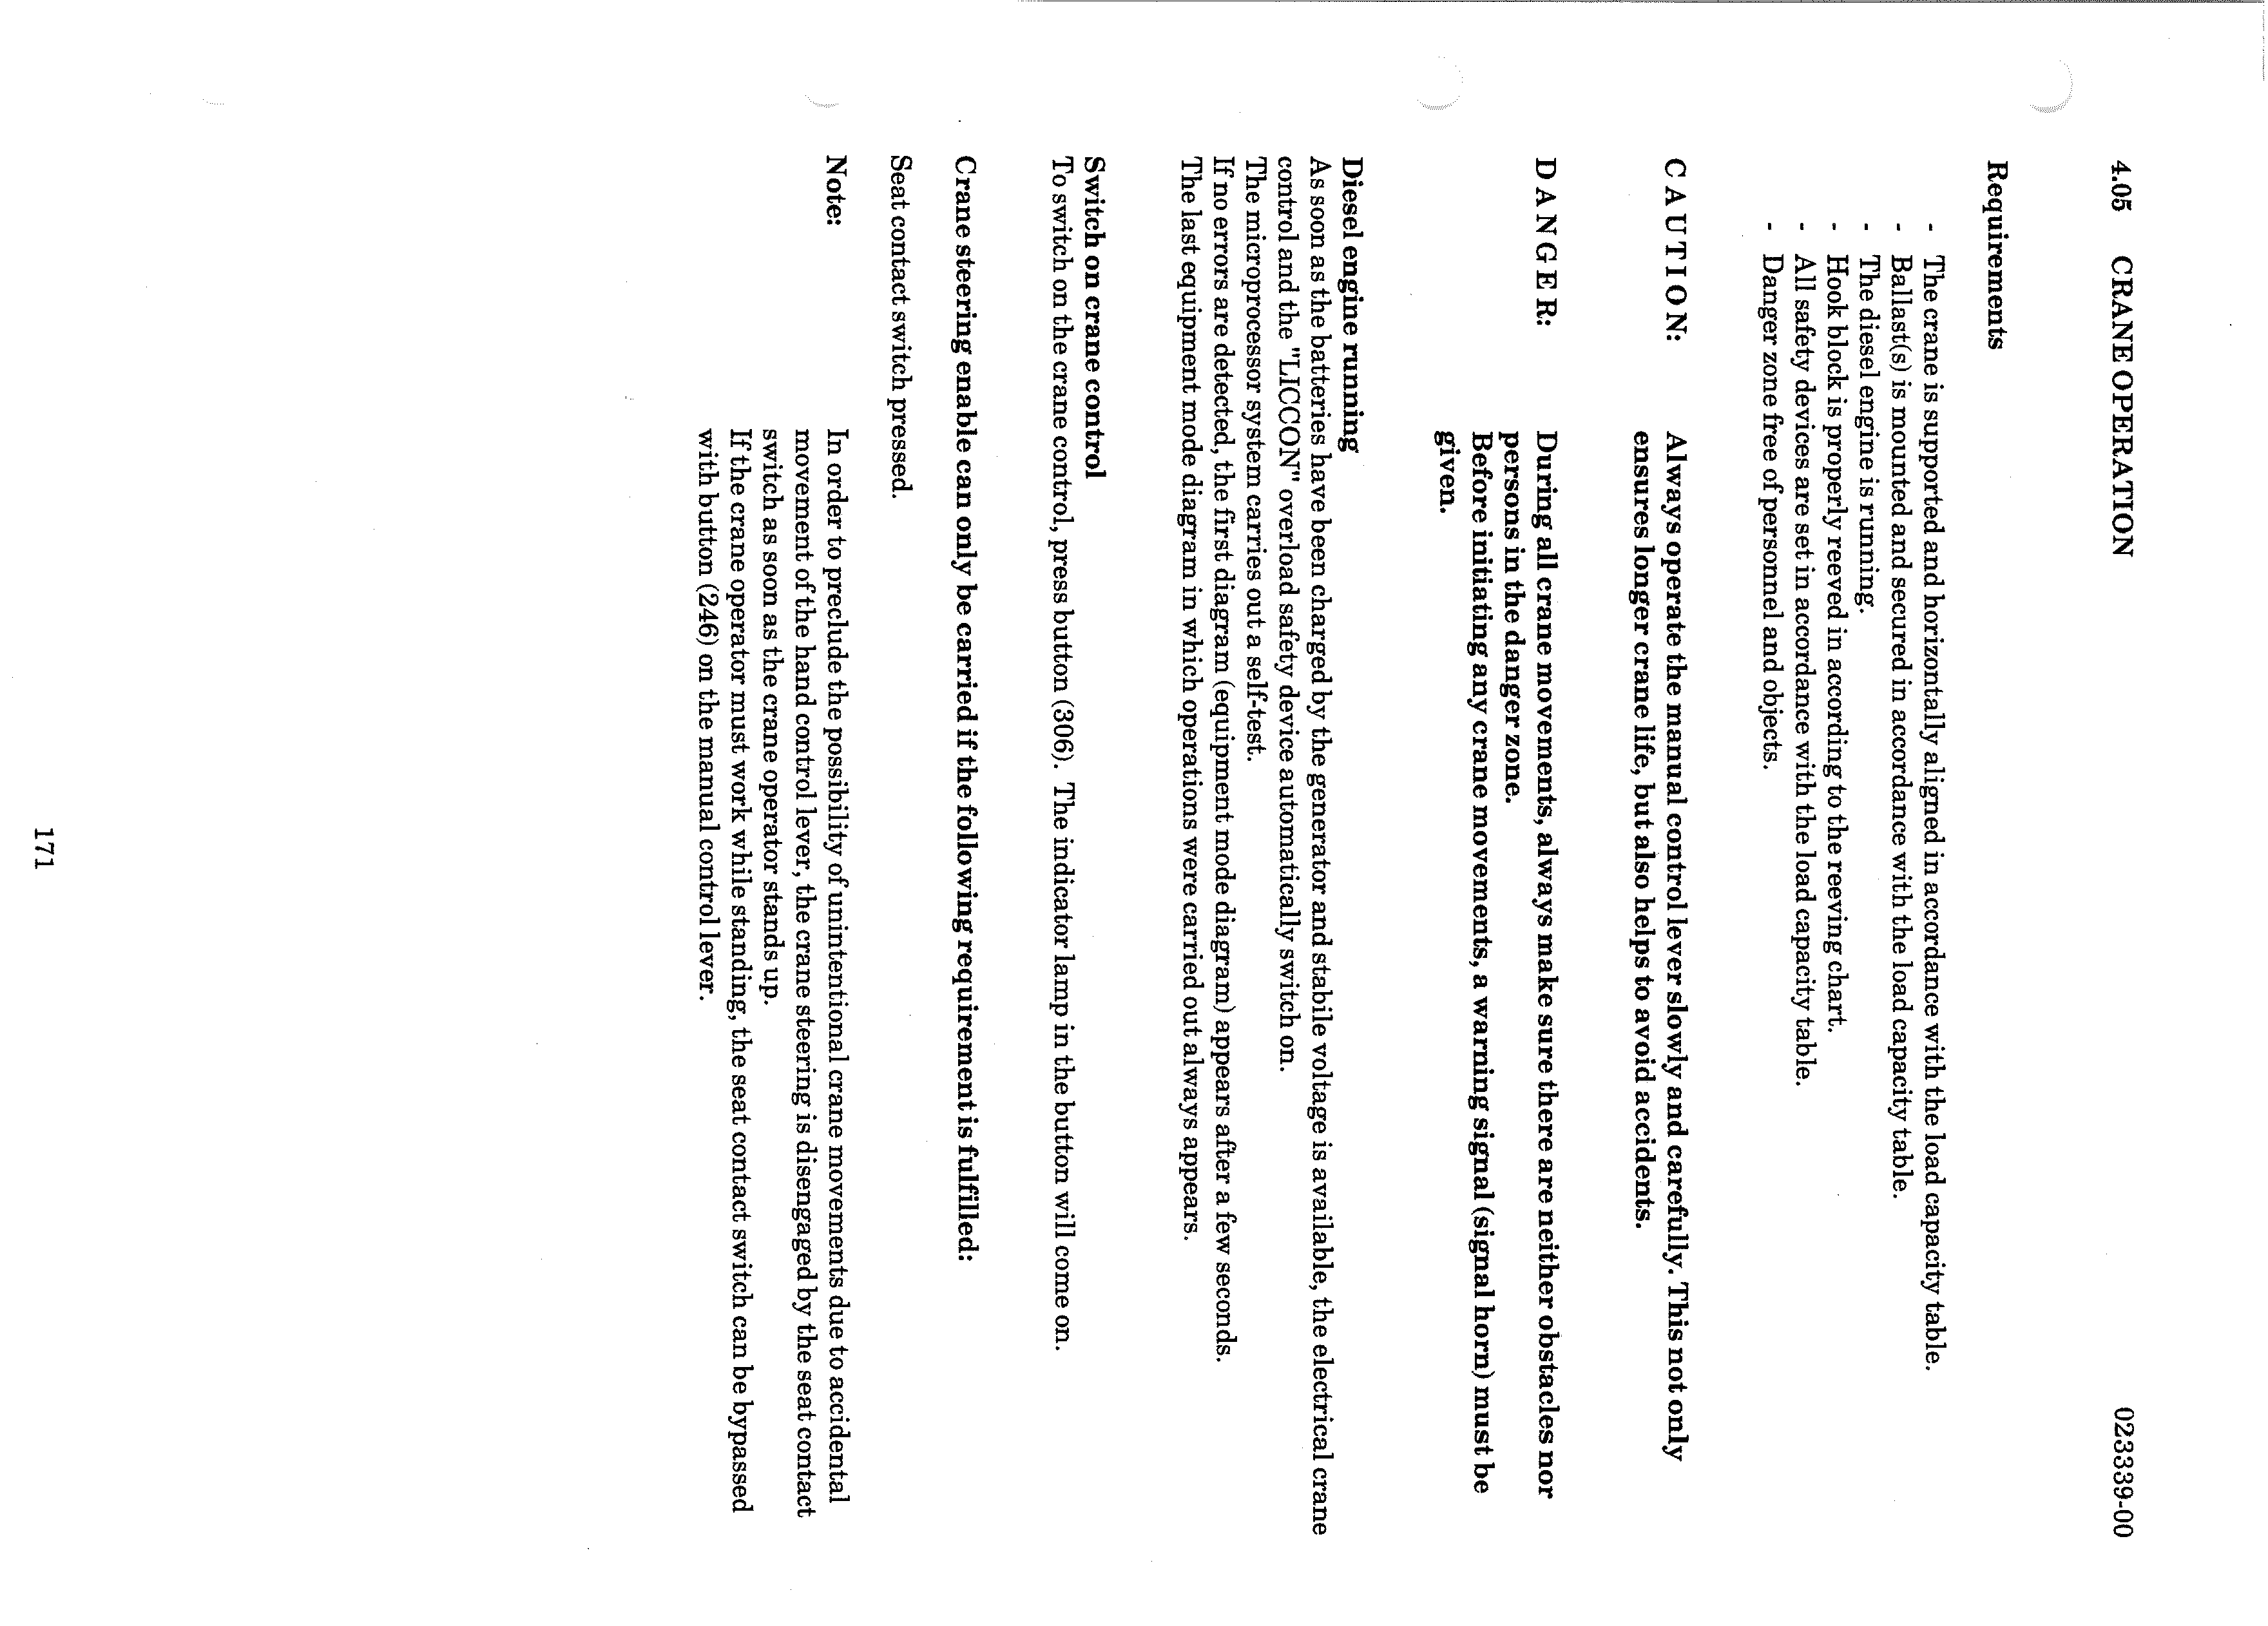 4.05 CRANE OPERATION 023339-00
Requirements
- The crane is supported and horizontally aligned in accordance with the load capacity table.
- Ballast(s) is mounted and secured in accordance with the load capacity table.
- The diesel engine is running.
- Hook block is properly reeved in according to the reeving chart.
- All safety devices are set in accordance with the load capacity table.
- Danger zone free of personnel and objects.
CAUTION: Always operate the manual control lever slowly and carefully. This not only
ensures longer crane life, but also helps to avoid accidents.
DANGER: During all crane movements, always make sure there are neither obstacles nor
persons in the danger zone.
Before initiating any crane movements, a warning signal (signal horn) must be
given.
Diesel engine running
As soon as the batteries have been charged by the generator and stabile voltage is available, the electrical crane
control and the "LICCON" overload safety device automatically switch on.
The microprocessor system carries out a self-test.
If no errors are detected, the first diagram (equipment mode diagram) appears after a few seconds.
The last equipment mode diagram in which operations were carried out always appears.
Switch on crane control
To switch on the crane control, press button (306). The indicator lamp in the button will come on.
Crane steering enable can only be carried if the following requirement is fulfilled:
Seat contact switch pressed.
Note: In order to preclude the possibility of unintentional crane movements due to accidental
movement of the hand control lever, the crane steering is disengaged by the seat contact
switch as soon as the crane operator stands up.
If the crane operator must work while standing, the seat contact switch can be bypassed
with button (246) on the manual control lever.
171